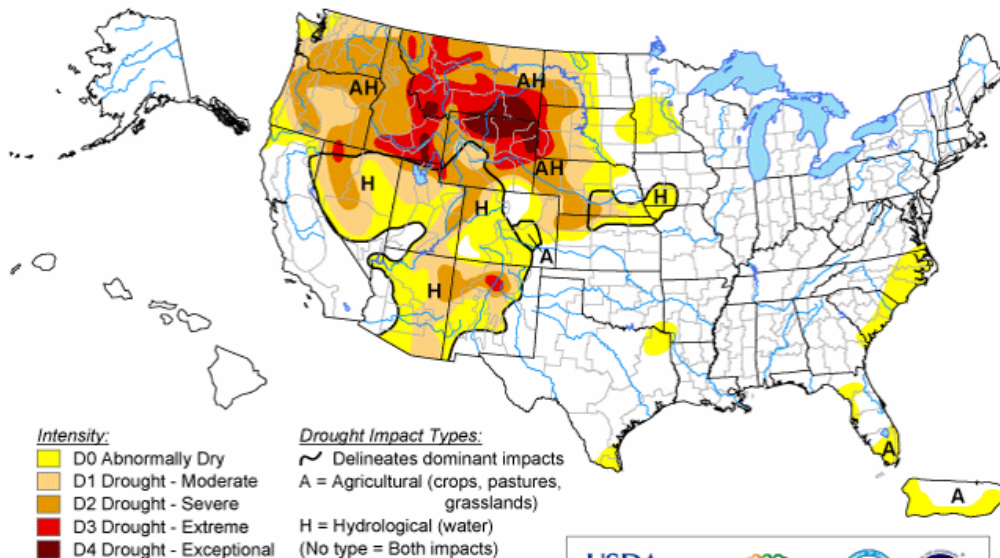 AH
AH
AH
H
H
H
A
H
A
A
Intensity:
D0 Abnormally Dry
D1 Drought - Moderate
D2 Drought - Severe
D3 Drought - Extreme
D4 Drought - Exceptional
Drought Impact Types:
Delineates dominant impacts
A = Agricultural (crops, pastures,
grasslands)
H = Hydrological (water)
(No type = Both impacts)
USDA